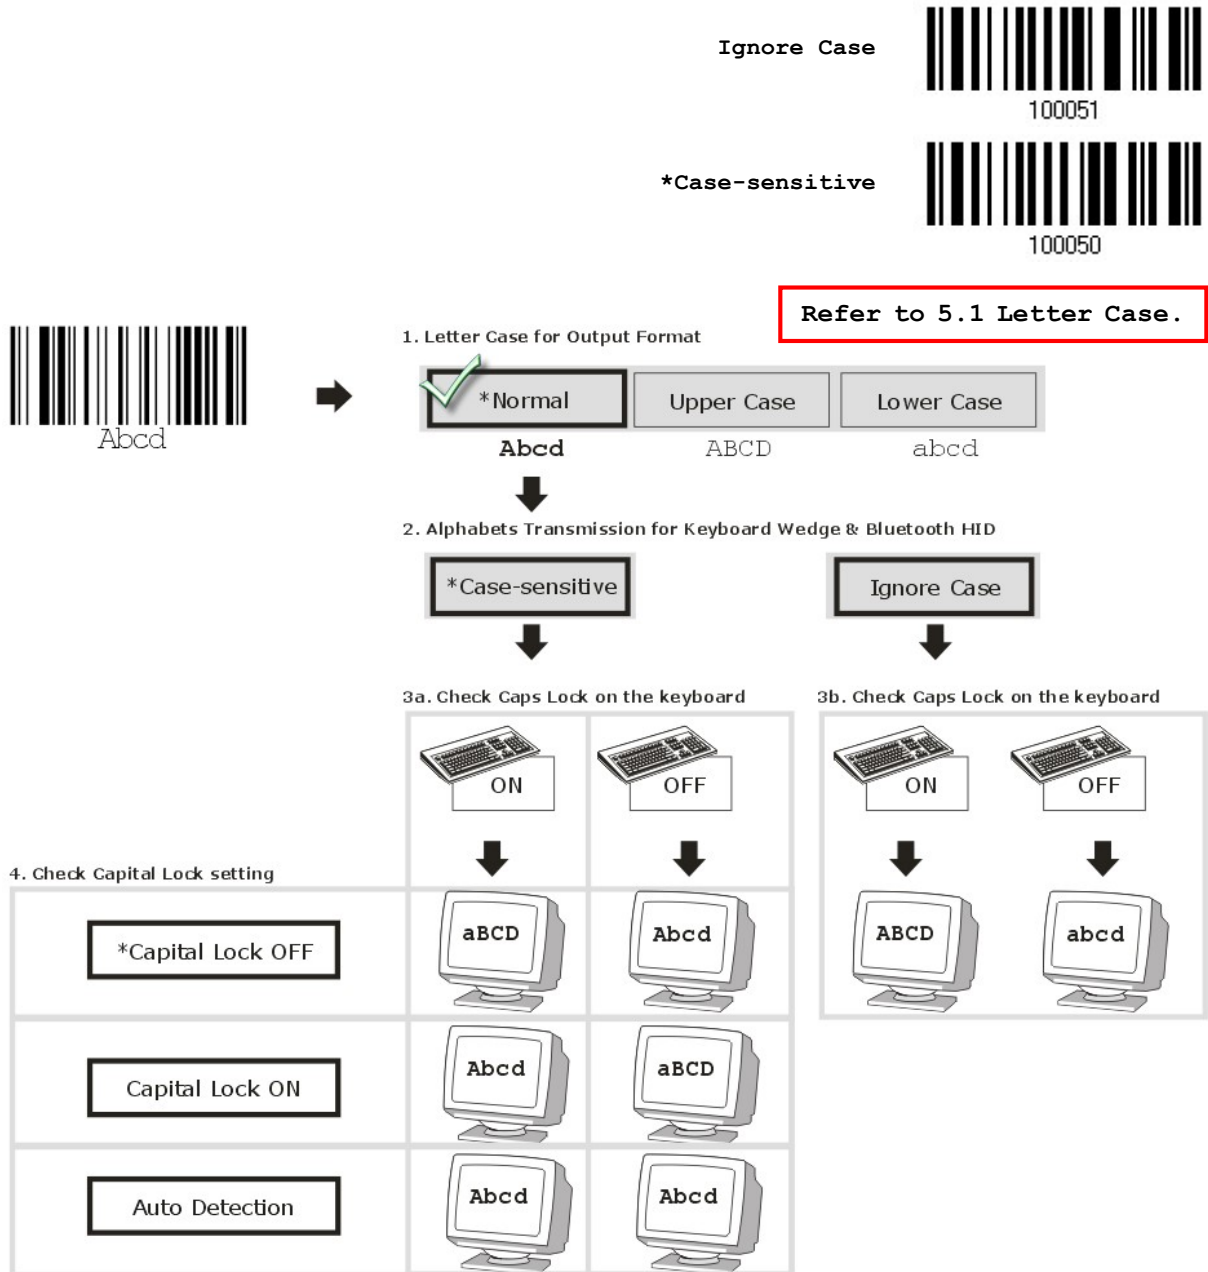 Ignore Case
100051
*Case-sensitive
100050
Refer to 5.1 Letter Case.
Abcd
1. Letter Case for Output Format
*Normal Upper Case Lower Case
Abcd ABCD abcd
2. Alphabets Transmission for Keyboard Wedge & Bluetooth HID
*Case-sensitive Ignore Case
3a. Check Caps Lock on the keyboard 3b. Check Caps Lock on the keyboard
ON OFF ON OFF
4. Check Capital Lock setting
*Capital Lock OFF aBCD Abcd ABCD abcd
Capital Lock ON Abcd aBCD
Auto Detection Abcd Abcd